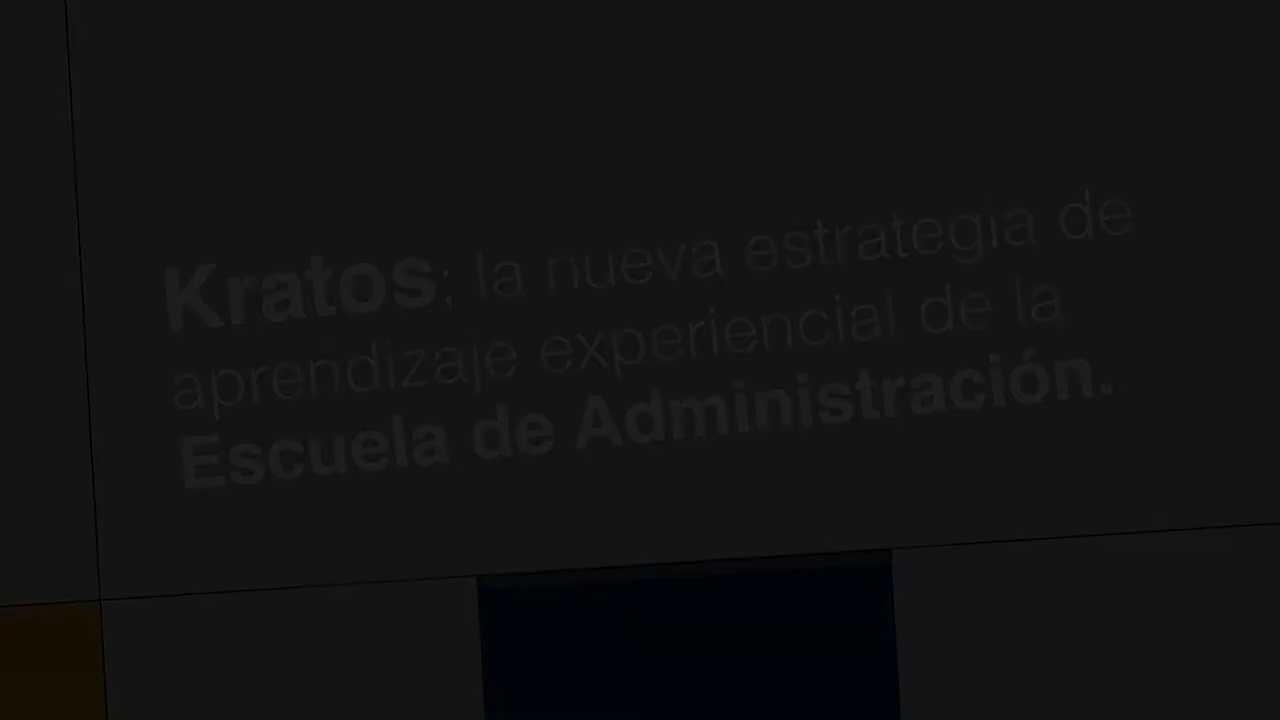 Kratos; la nueva estrategia de
aprendizaje experiencial de la
Escuela de Administración.